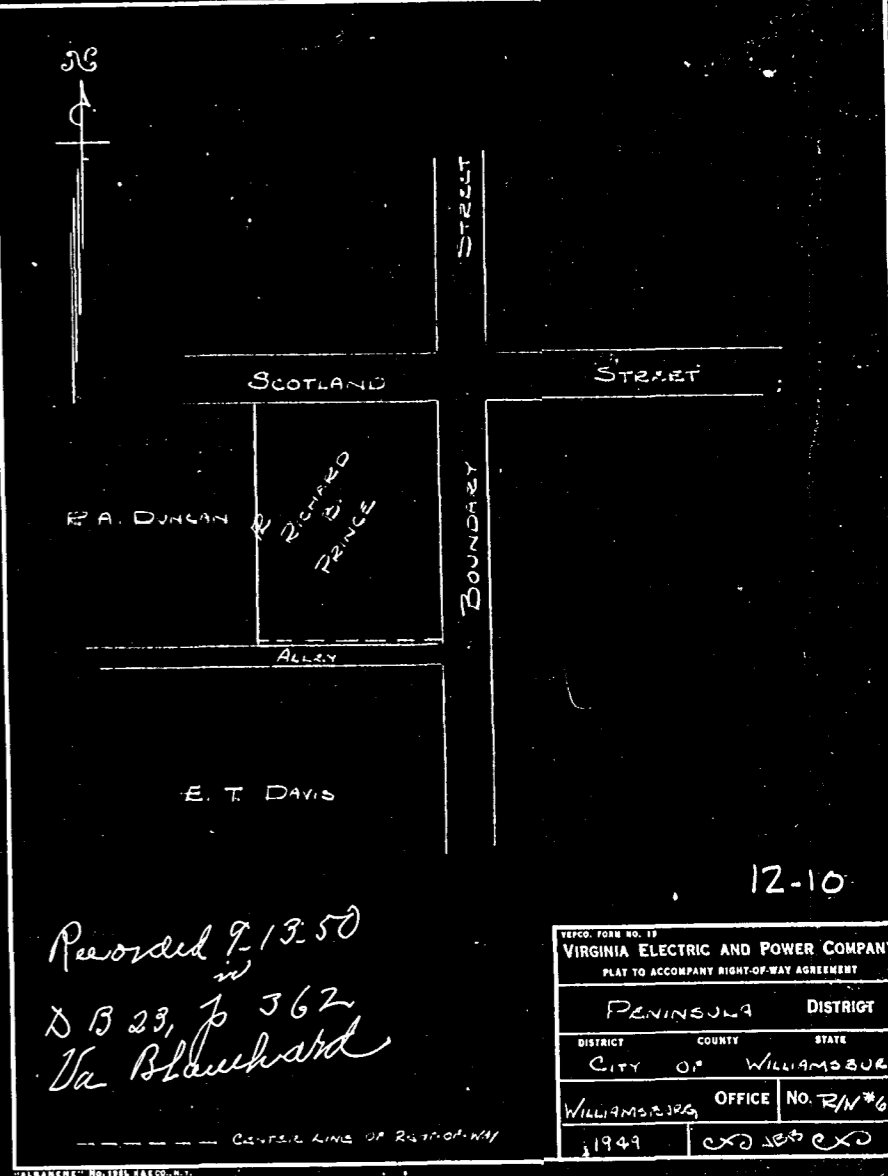 N
STREET
SCOTLAND STREET
R. A. DUNCAN
RICHARD
B.
PRINCE
BOUNDARY
ALLEY
E. T. DAVIS
12-10
Recorded 9-13-50
in
D B 23, p 362
Va Blanchard
CENTER LINE OF RIGHT-OF-WAY
VEPCO. FORM NO. 19
VIRGINIA ELECTRIC AND POWER COMPANY
PLAT TO ACCOMPANY RIGHT-OF-WAY AGREEMENT
PENINSULA DISTRICT
DISTRICT COUNTY STATE
CITY OF WILLIAMSBURG
WILLIAMSBURG OFFICE No. R/W #6
1949
"ALBANENE" No. 195L K&E CO., N.Y.